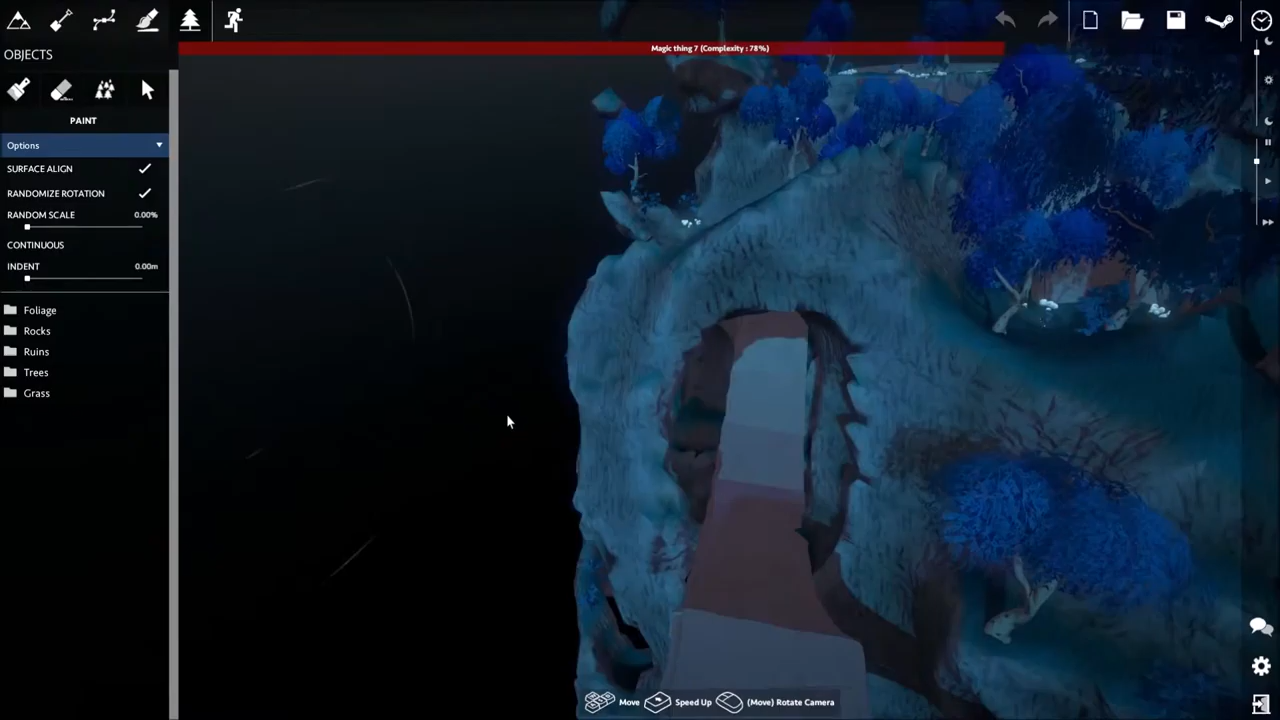 OBJECTS
Magic thing 7 (Complexity : 78%)
PAINT
Options
SURFACE ALIGN
RANDOMIZE ROTATION
RANDOM SCALE 0.00%
CONTINUOUS
INDENT 0.00m
Foliage
Rocks
Ruins
Trees
Grass
Move Speed Up (Move) Rotate Camera